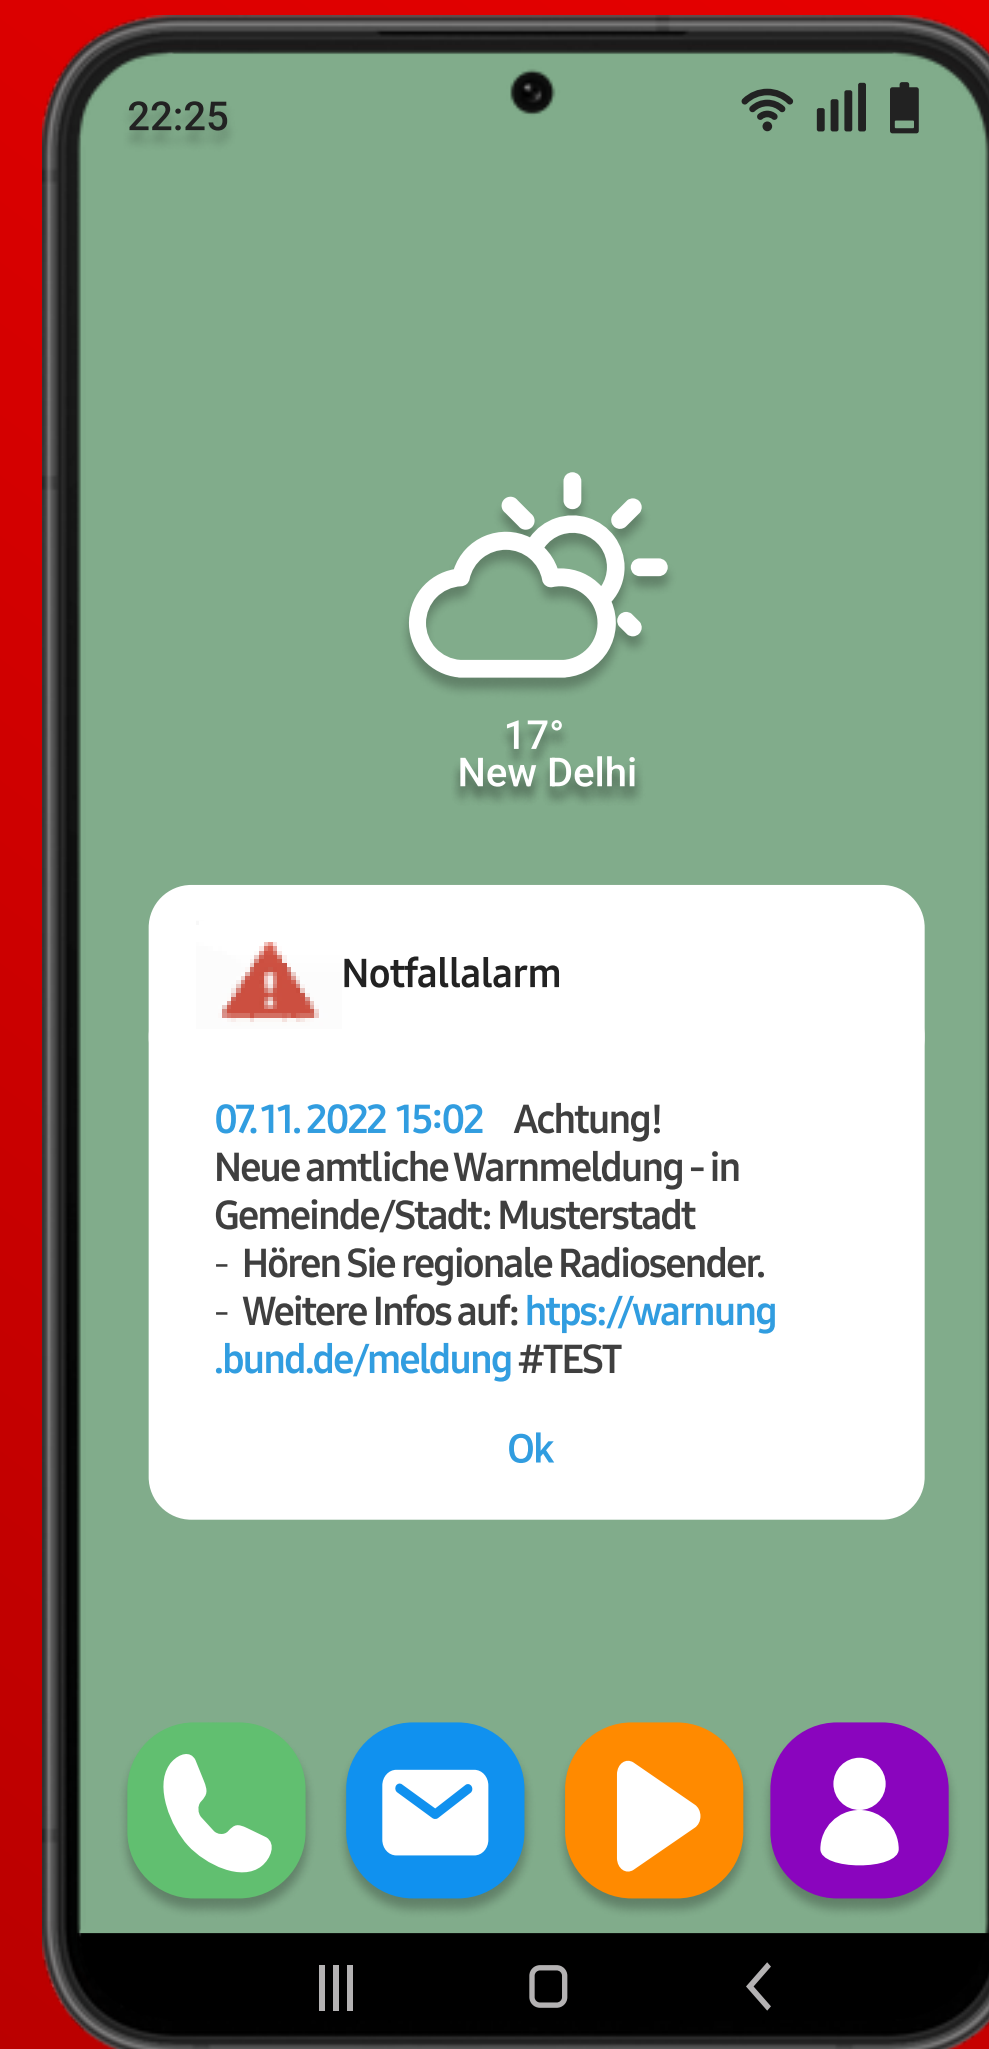 22:25
17°
New Delhi
Notfallalarm
07.11.2022 15:02 Achtung!
Neue amtliche Warnmeldung - in
Gemeinde/Stadt: Musterstadt
- Hören Sie regionale Radiosender.
- Weitere Infos auf: htps://warnung
.bund.de/meldung #TEST
Ok